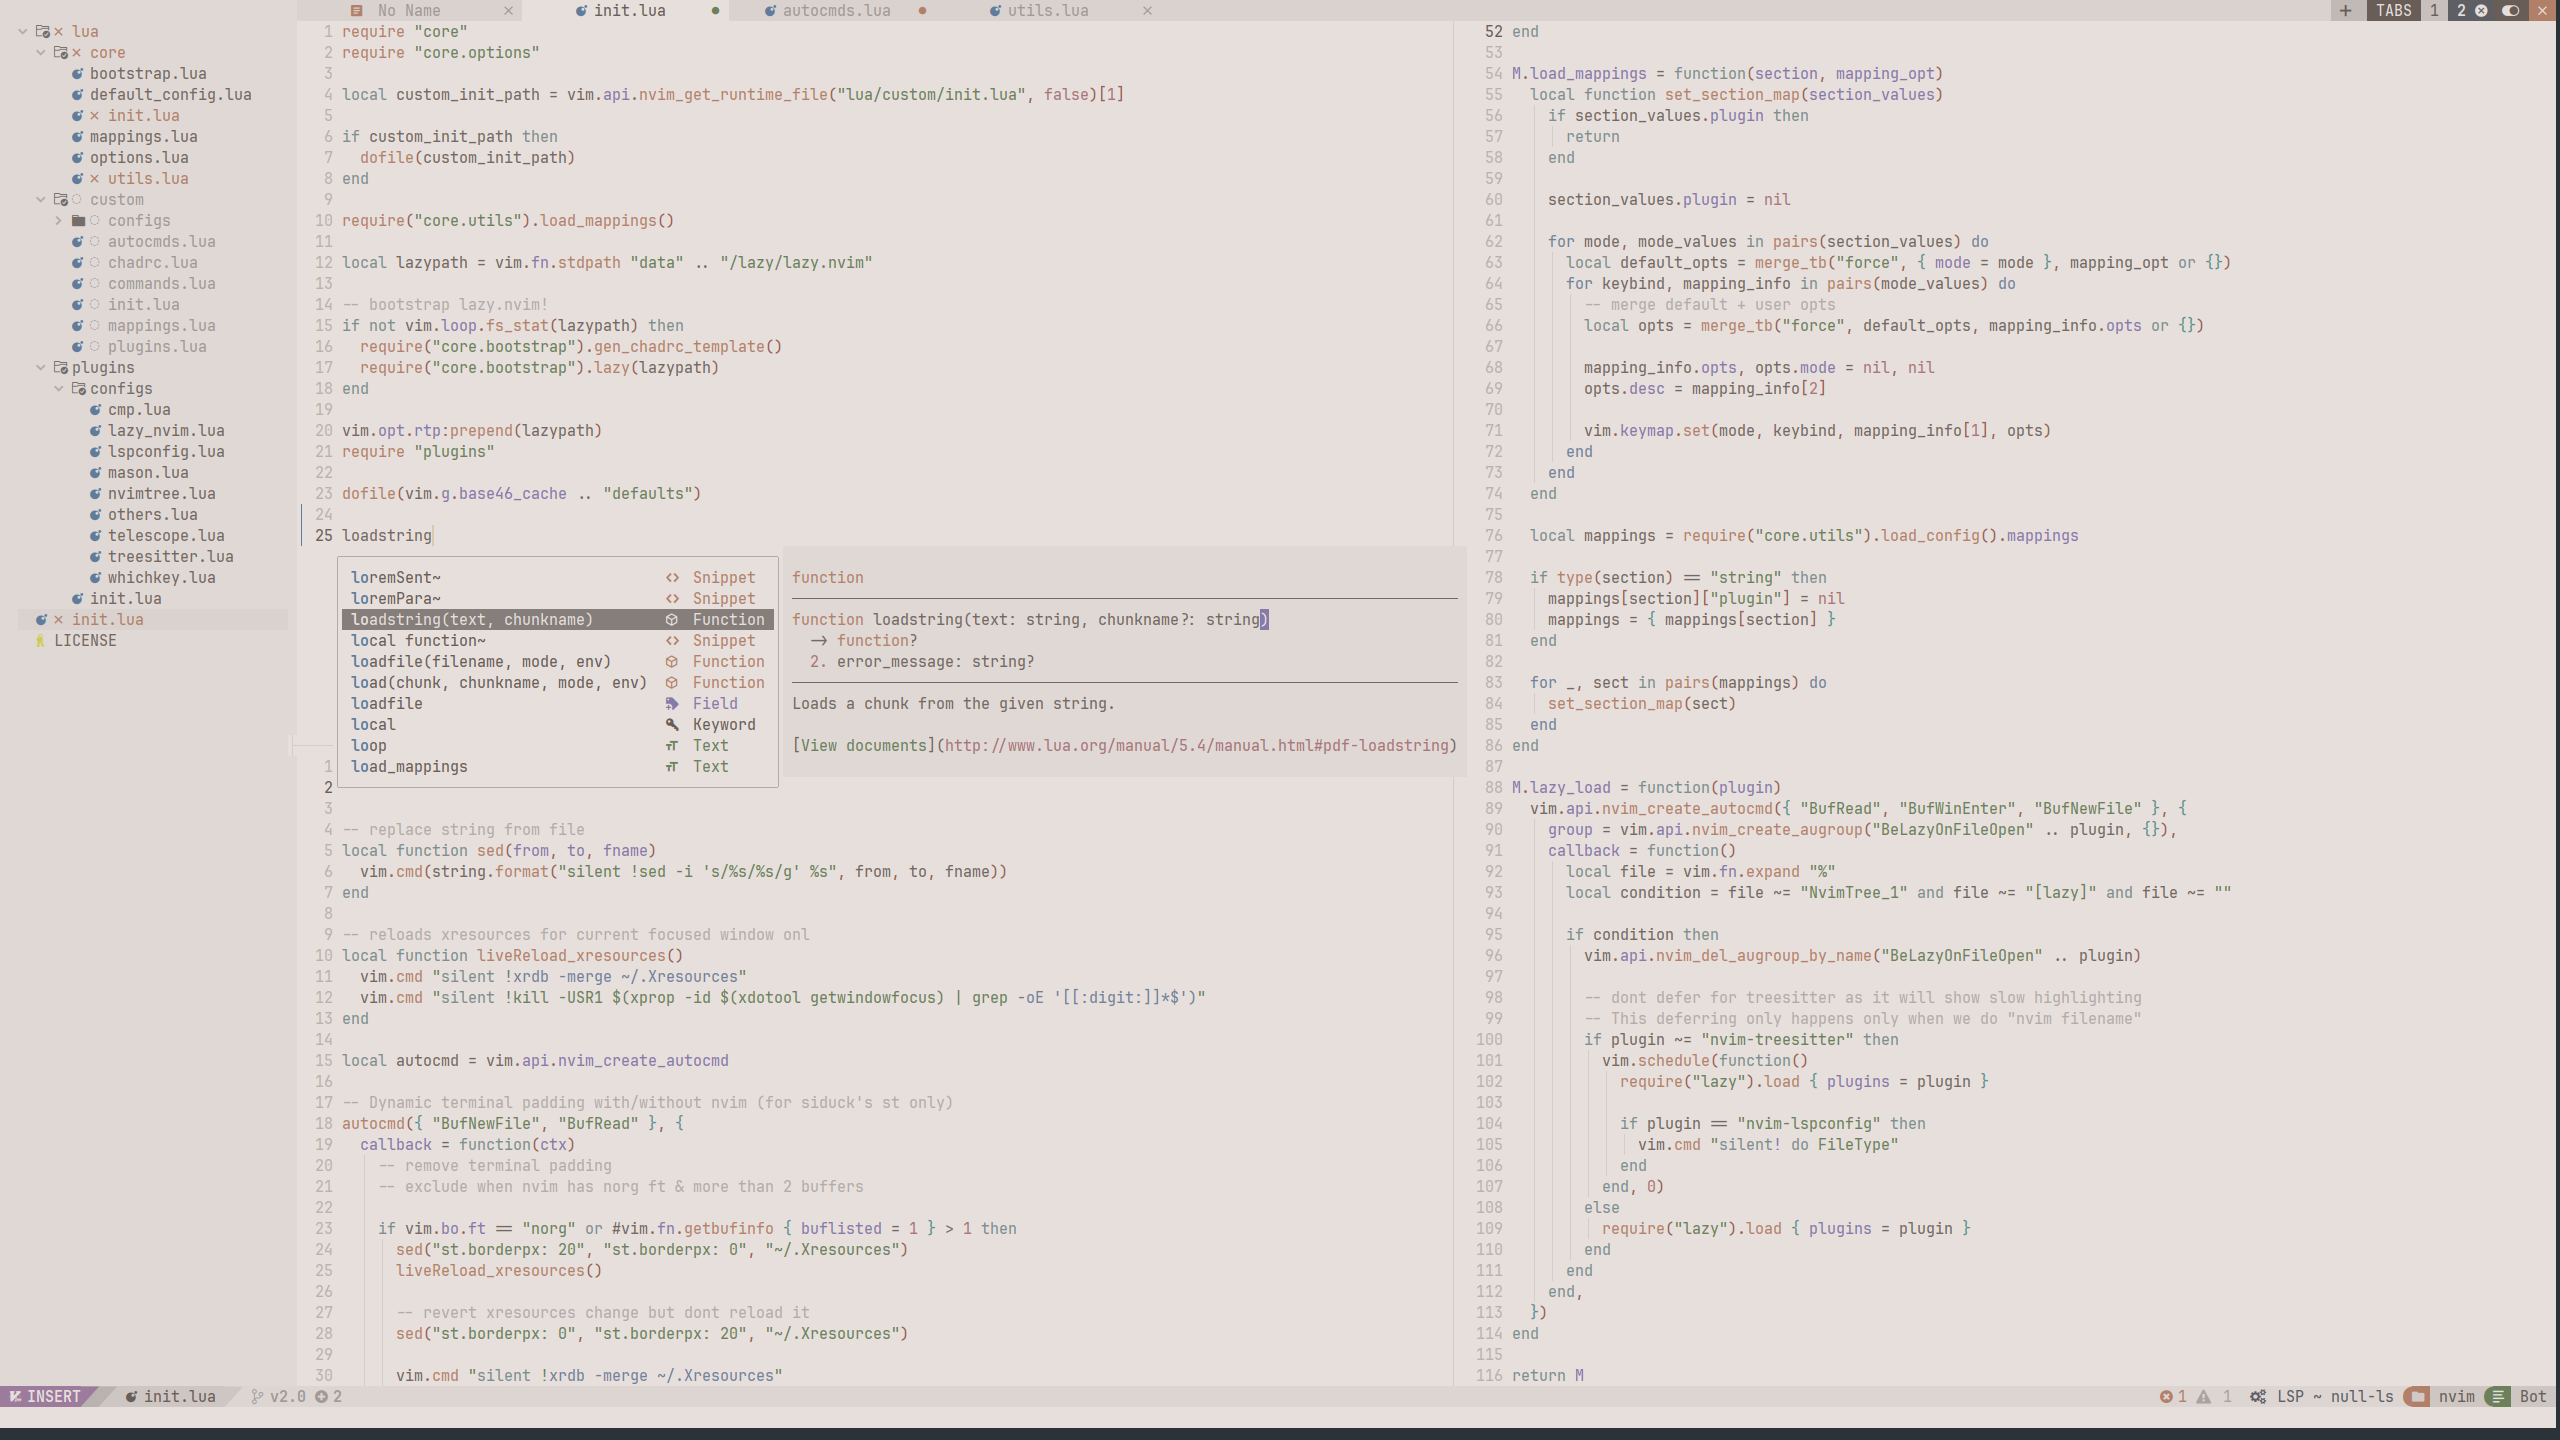 No Name init.lua autocmds.lua utils.lua TABS 1 2
lua
core
bootstrap.lua
default_config.lua
init.lua
mappings.lua
options.lua
utils.lua
custom
configs
autocmds.lua
chadrc.lua
commands.lua
init.lua
mappings.lua
plugins.lua
plugins
configs
cmp.lua
lazy_nvim.lua
lspconfig.lua
mason.lua
nvimtree.lua
others.lua
telescope.lua
treesitter.lua
whichkey.lua
init.lua
init.lua
LICENSE
1 require "core"
2 require "core.options"
3
4 local custom_init_path = vim.api.nvim_get_runtime_file("lua/custom/init.lua", false)[1]
5
6 if custom_init_path then
7 dofile(custom_init_path)
8 end
9
10 require("core.utils").load_mappings()
11
12 local lazypath = vim.fn.stdpath "data" .. "/lazy/lazy.nvim"
13
14 -- bootstrap lazy.nvim!
15 if not vim.loop.fs_stat(lazypath) then
16 require("core.bootstrap").gen_chadrc_template()
17 require("core.bootstrap").lazy(lazypath)
18 end
19
20 vim.opt.rtp:prepend(lazypath)
21 require "plugins"
22
23 dofile(vim.g.base46_cache .. "defaults")
24
25 loadstring
loremSent~ Snippet
loremPara~ Snippet
loadstring(text, chunkname) Function
local function~ Snippet
loadfile(filename, mode, env) Function
load(chunk, chunkname, mode, env) Function
loadfile Field
local Keyword
loop Text
load_mappings Text
function
function loadstring(text: string, chunkname?: string)
-> function?
2. error_message: string?
Loads a chunk from the given string.
[View documents](http://www.lua.org/manual/5.4/manual.html#pdf-loadstring)
1
2
3
4 -- replace string from file
5 local function sed(from, to, fname)
6 vim.cmd(string.format("silent !sed -i 's/%s/%s/g' %s", from, to, fname))
7 end
8
9 -- reloads xresources for current focused window onl
10 local function liveReload_xresources()
11 vim.cmd "silent !xrdb -merge ~/.Xresources"
12 vim.cmd "silent !kill -USR1 $(xprop -id $(xdotool getwindowfocus) | grep -oE '[[:digit:]]*$')"
13 end
14
15 local autocmd = vim.api.nvim_create_autocmd
16
17 -- Dynamic terminal padding with/without nvim (for siduck's st only)
18 autocmd({ "BufNewFile", "BufRead" }, {
19 callback = function(ctx)
20 -- remove terminal padding
21 -- exclude when nvim has norg ft & more than 2 buffers
22
23 if vim.bo.ft == "norg" or #vim.fn.getbufinfo { buflisted = 1 } > 1 then
24 sed("st.borderpx: 20", "st.borderpx: 0", "~/.Xresources")
25 liveReload_xresources()
26
27 -- revert xresources change but dont reload it
28 sed("st.borderpx: 0", "st.borderpx: 20", "~/.Xresources")
29
30 vim.cmd "silent !xrdb -merge ~/.Xresources"
52 end
53
54 M.load_mappings = function(section, mapping_opt)
55 local function set_section_map(section_values)
56 if section_values.plugin then
57 return
58 end
59
60 section_values.plugin = nil
61
62 for mode, mode_values in pairs(section_values) do
63 local default_opts = merge_tb("force", { mode = mode }, mapping_opt or {})
64 for keybind, mapping_info in pairs(mode_values) do
65 -- merge default + user opts
66 local opts = merge_tb("force", default_opts, mapping_info.opts or {})
67
68 mapping_info.opts, opts.mode = nil, nil
69 opts.desc = mapping_info[2]
70
71 vim.keymap.set(mode, keybind, mapping_info[1], opts)
72 end
73 end
74 end
75
76 local mappings = require("core.utils").load_config().mappings
77
78 if type(section) == "string" then
79 mappings[section]["plugin"] = nil
80 mappings = { mappings[section] }
81 end
82
83 for _, sect in pairs(mappings) do
84 set_section_map(sect)
85 end
86 end
87
88 M.lazy_load = function(plugin)
89 vim.api.nvim_create_autocmd({ "BufRead", "BufWinEnter", "BufNewFile" }, {
90 group = vim.api.nvim_create_augroup("BeLazyOnFileOpen" .. plugin, {}),
91 callback = function()
92 local file = vim.fn.expand "%"
93 local condition = file ~= "NvimTree_1" and file ~= "[lazy]" and file ~= ""
94
95 if condition then
96 vim.api.nvim_del_augroup_by_name("BeLazyOnFileOpen" .. plugin)
97
98 -- dont defer for treesitter as it will show slow highlighting
99 -- This deferring only happens only when we do "nvim filename"
100 if plugin ~= "nvim-treesitter" then
101 vim.schedule(function()
102 require("lazy").load { plugins = plugin }
103
104 if plugin == "nvim-lspconfig" then
105 vim.cmd "silent! do FileType"
106 end
107 end, 0)
108 else
109 require("lazy").load { plugins = plugin }
110 end
111 end
112 end,
113 })
114 end
115
116 return M
INSERT init.lua v2.0 2 1 1 LSP ~ null-ls nvim Bot